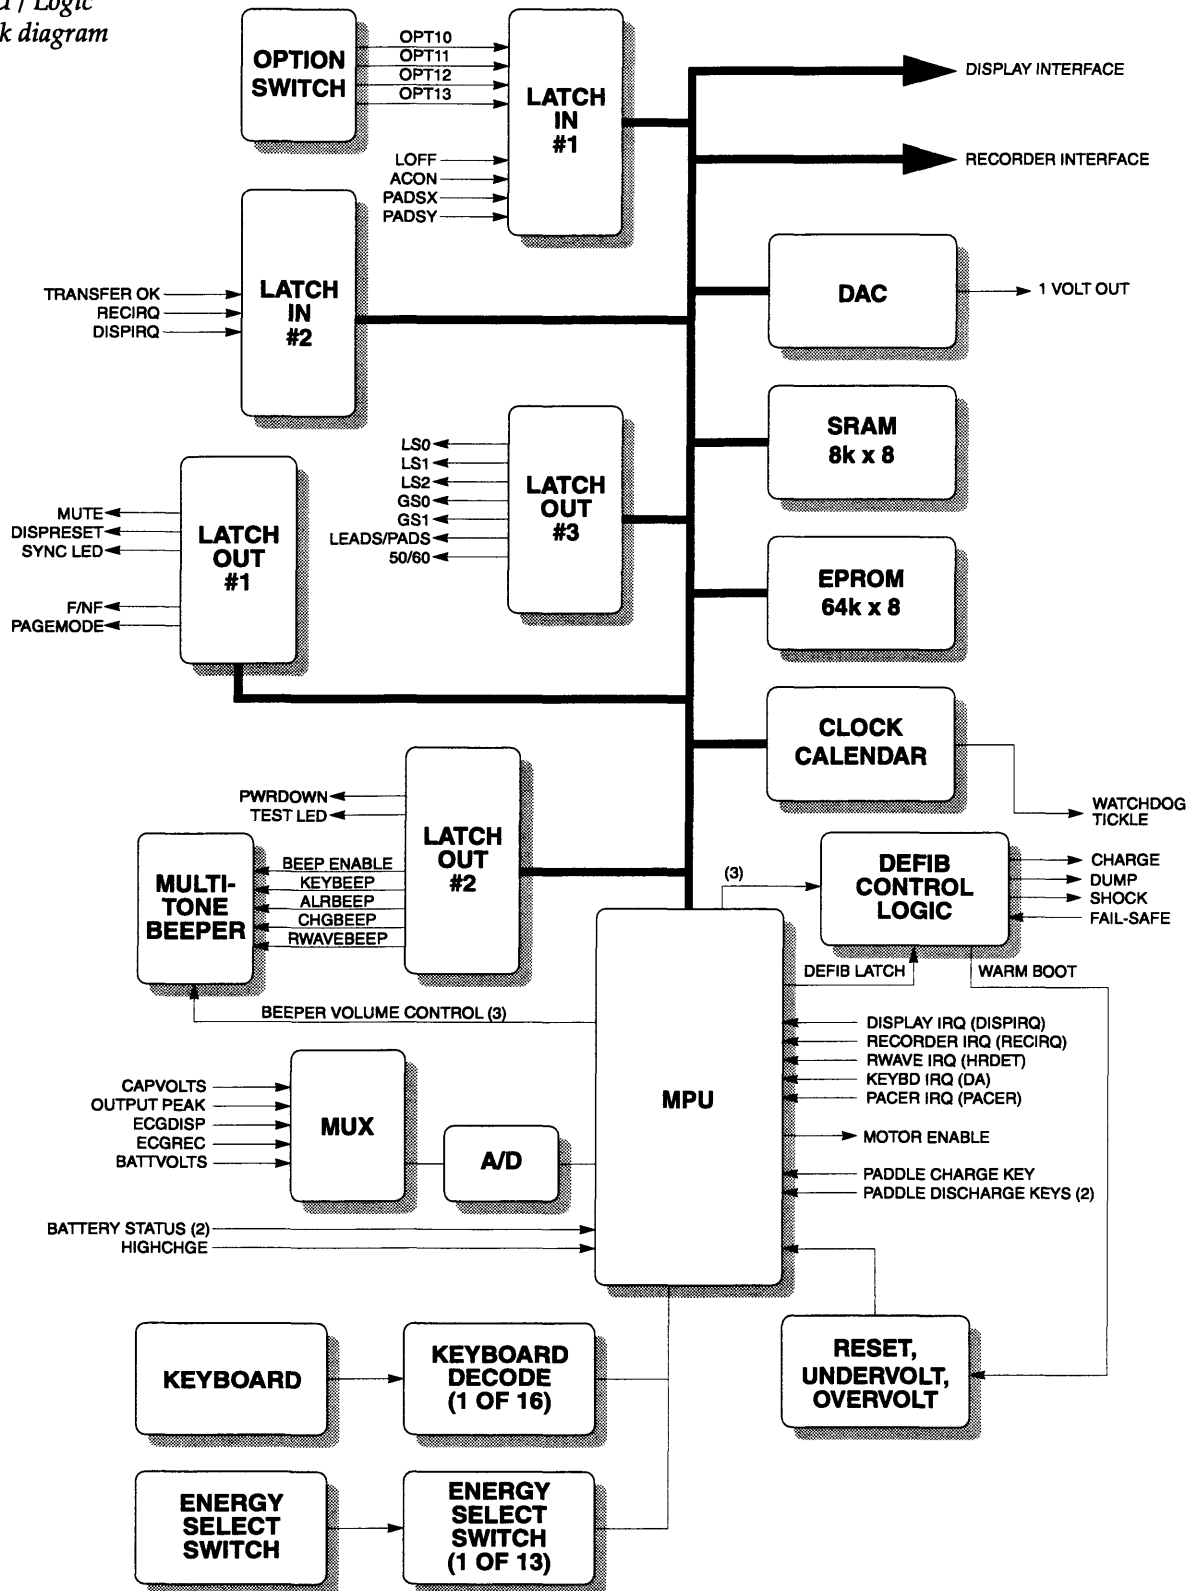 / Logic
k diagram
OPTION
SWITCH
OPT10
OPT11
OPT12
OPT13
LATCH
IN
#1
LOFF
ACON
PADSX
PADSY
DISPLAY INTERFACE
RECORDER INTERFACE
TRANSFER OK
RECIRQ
DISPIRQ
LATCH
IN
#2
DAC
1 VOLT OUT
SRAM
8k x 8
LS0
LS1
LS2
GS0
GS1
LEADS/PADS
50/60
LATCH
OUT
#3
MUTE
DISPRESET
SYNC LED
F/NF
PAGEMODE
LATCH
OUT
#1
EPROM
64k x 8
CLOCK
CALENDAR
WATCHDOG
TICKLE
PWRDOWN
TEST LED
BEEP ENABLE
KEYBEEP
ALRBEEP
CHGBEEP
RWAVEBEEP
LATCH
OUT
#2
MULTI-
TONE
BEEPER
BEEPER VOLUME CONTROL (3)
(3)
DEFIB
CONTROL
LOGIC
CHARGE
DUMP
SHOCK
FAIL-SAFE
DEFIB LATCH
WARM BOOT
MPU
DISPLAY IRQ (DISPIRQ)
RECORDER IRQ (RECIRQ)
RWAVE IRQ (HRDET)
KEYBD IRQ (DA)
PACER IRQ (PACER)
MOTOR ENABLE
PADDLE CHARGE KEY
PADDLE DISCHARGE KEYS (2)
CAPVOLTS
OUTPUT PEAK
ECGDISP
ECGREC
BATTVOLTS
MUX
A/D
BATTERY STATUS (2)
HIGHCHGE
KEYBOARD
KEYBOARD
DECODE
(1 OF 16)
RESET,
UNDERVOLT,
OVERVOLT
ENERGY
SELECT
SWITCH
ENERGY
SELECT
SWITCH
(1 OF 13)